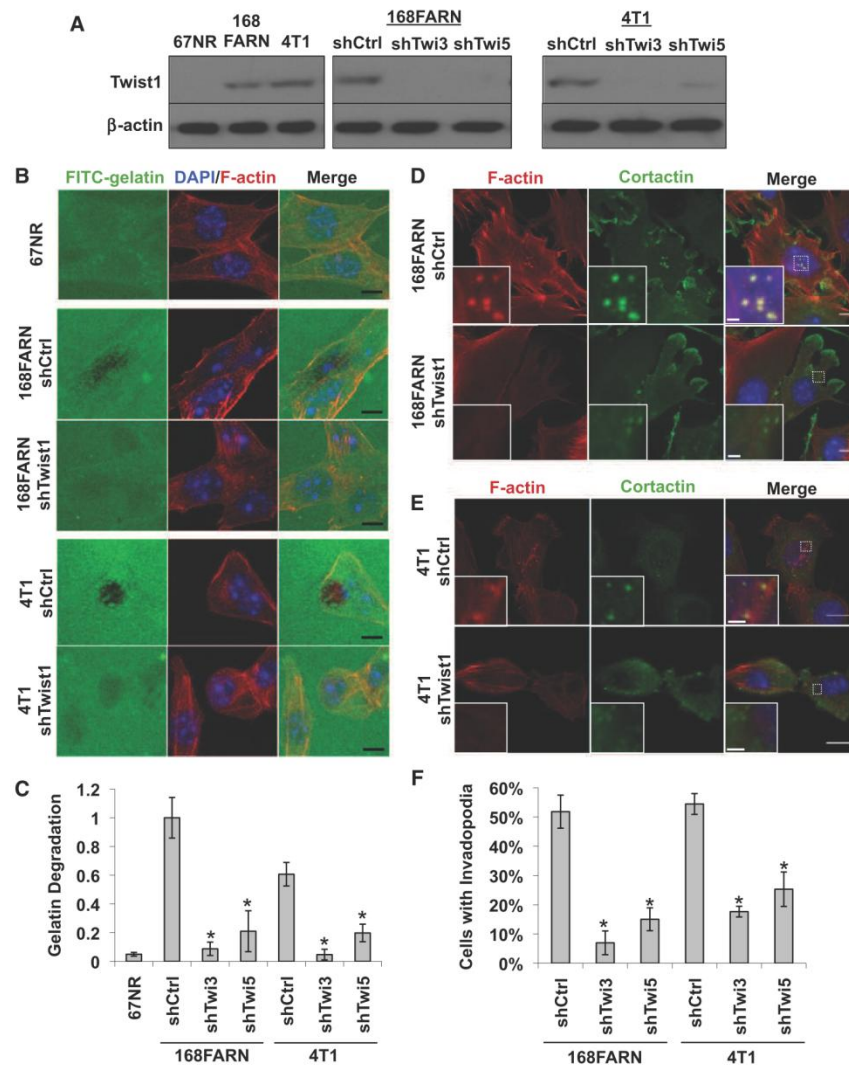 A
168FARN
4T1
168
67NR FARN 4T1
shCtrl shTwi3 shTwi5
shCtrl shTwi3 shTwi5
Twist1
β-actin
B
FITC-gelatin DAPI/F-actin Merge
67NR
168FARN
shCtrl
168FARN
shTwist1
4T1
shCtrl
4T1
shTwist1
D
F-actin Cortactin Merge
168FARN
shCtrl
168FARN
shTwist1
E
F-actin Cortactin Merge
4T1
shCtrl
4T1
shTwist1
C
Gelatin Degradation
1.2
1
0.8
0.6
0.4
0.2
0
* * * *
67NR
shCtrl
shTwi3
shTwi5
shCtrl
shTwi3
shTwi5
168FARN
4T1
F
Cells with Invadopodia
60%
50%
40%
30%
20%
10%
0%
* * * *
shCtrl
shTwi3
shTwi5
shCtrl
shTwi3
shTwi5
168FARN
4T1